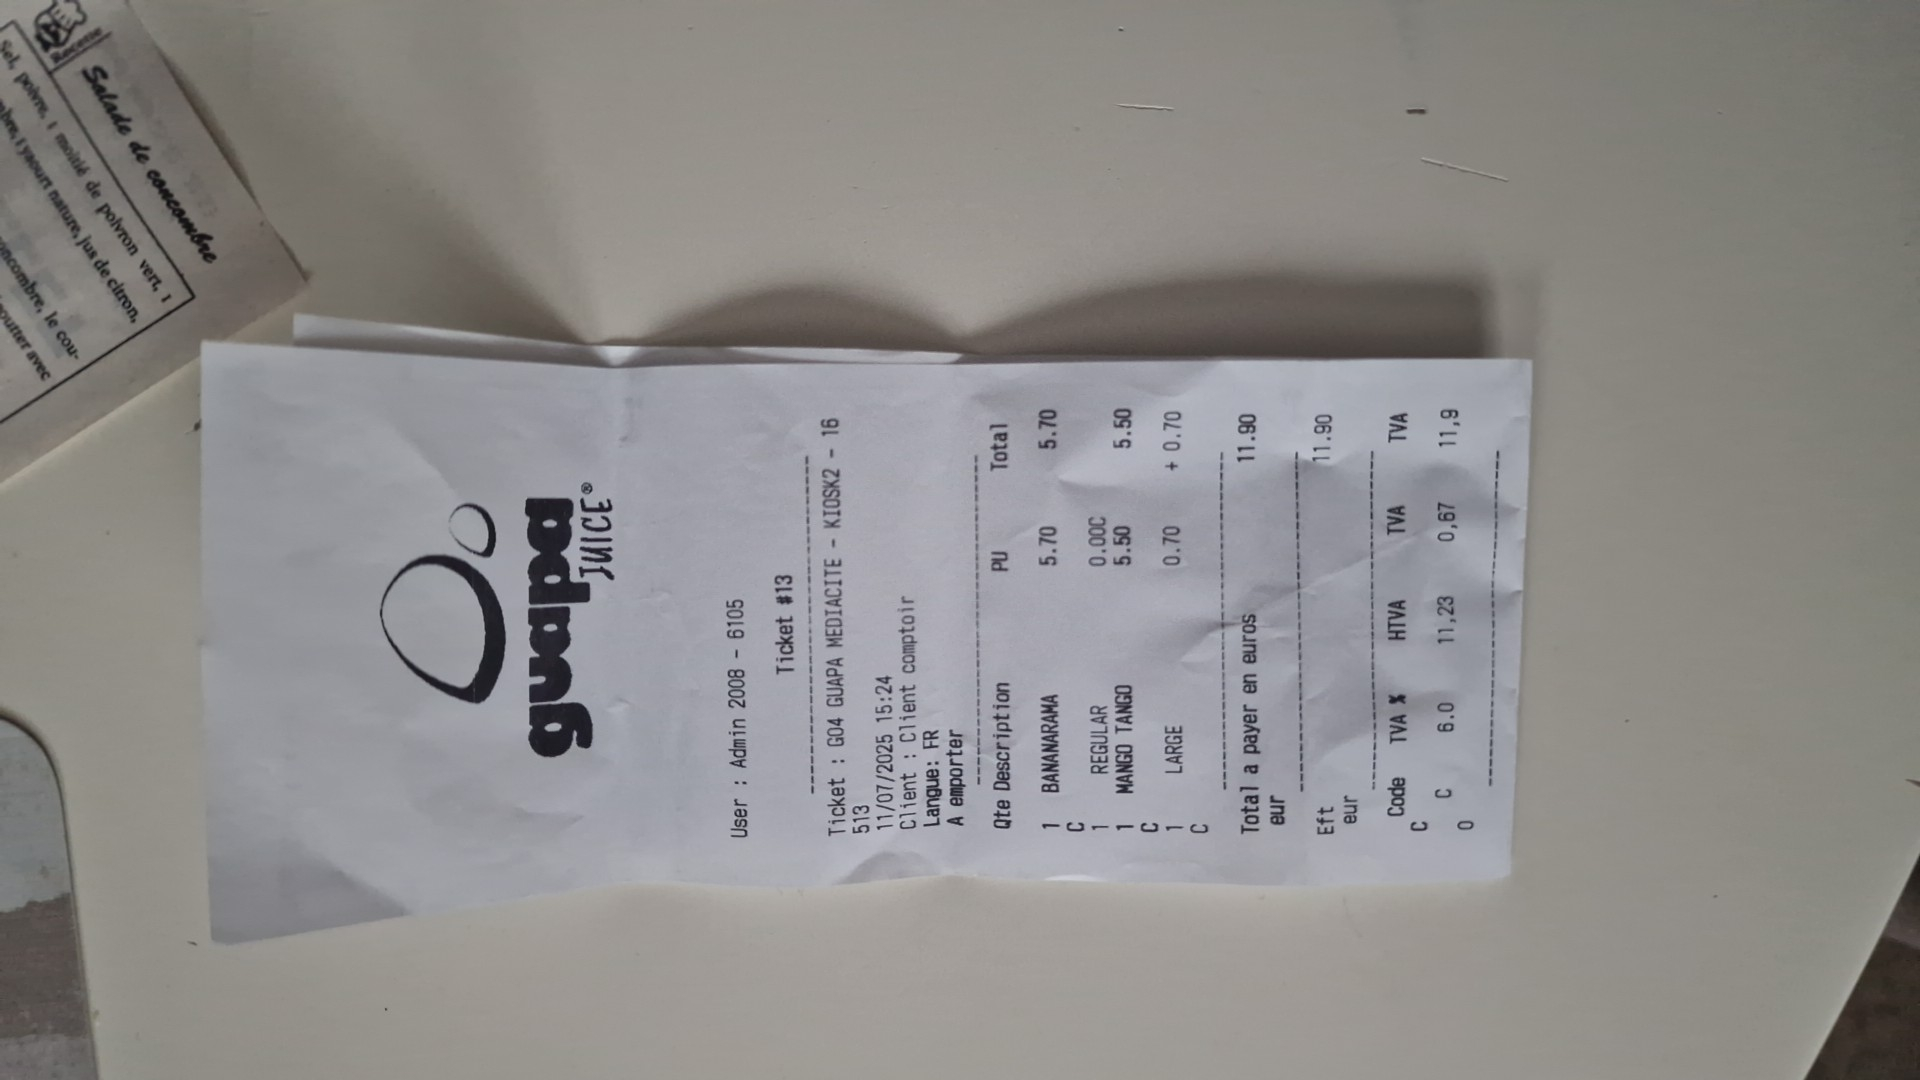 guapa
JUICE®
User : Admin 2008 - 6105
Ticket #13
Ticket : GO4 GUAPA MEDIACITE - KIOSK2 - 16
513
11/07/2025 15:24
Client : Client comptoir
Langue: FR
A emporter
Qte Description PU Total
1 BANANARAMA 5.70 5.70
C
1 REGULAR 0.00C
1 MANGO TANGO 5.50 5.50
C
1 LARGE 0.70 + 0.70
C
Total a payer en euros 11.90
eur
Eft 11.90
eur
Code TVA % HTVA TVA TVA
C
C 6.0 11,23 0,67 11,9
0
Recette
Salade de concombre
Sel, poivre, 1 moitié de poivron vert, 1
1 yaourt nature, jus de citron,
le cou-
avec